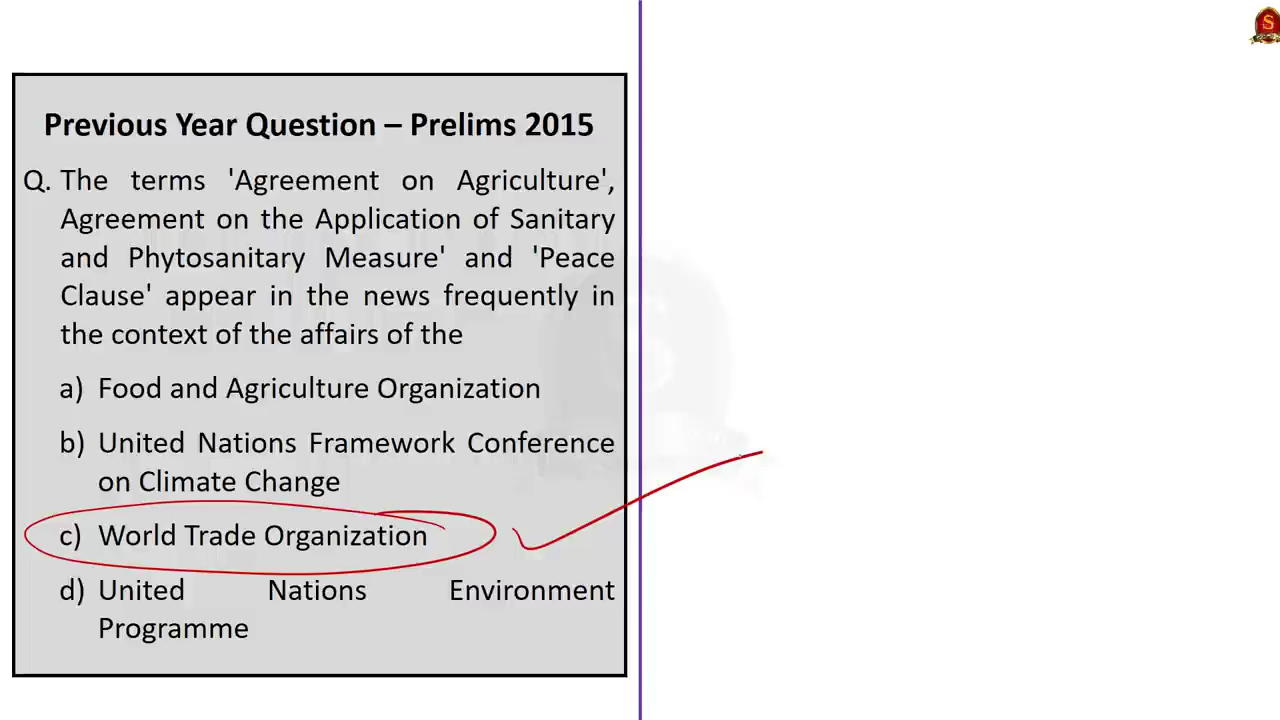 Previous Year Question – Prelims 2015
Q. The terms 'Agreement on Agriculture',
Agreement on the Application of Sanitary
and Phytosanitary Measure' and 'Peace
Clause' appear in the news frequently in
the context of the affairs of the
a) Food and Agriculture Organization
b) United Nations Framework Conference
on Climate Change
c) World Trade Organization
d) United Nations Environment
Programme
S